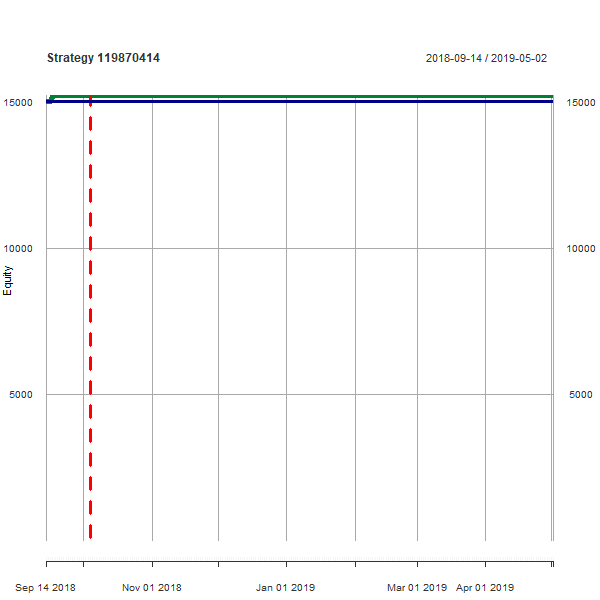 Strategy 119870414
2018-09-14 / 2019-05-02
15000
15000
10000
10000
Equity
5000
5000
Sep 14 2018
Nov 01 2018
Jan 01 2019
Mar 01 2019
Apr 01 2019